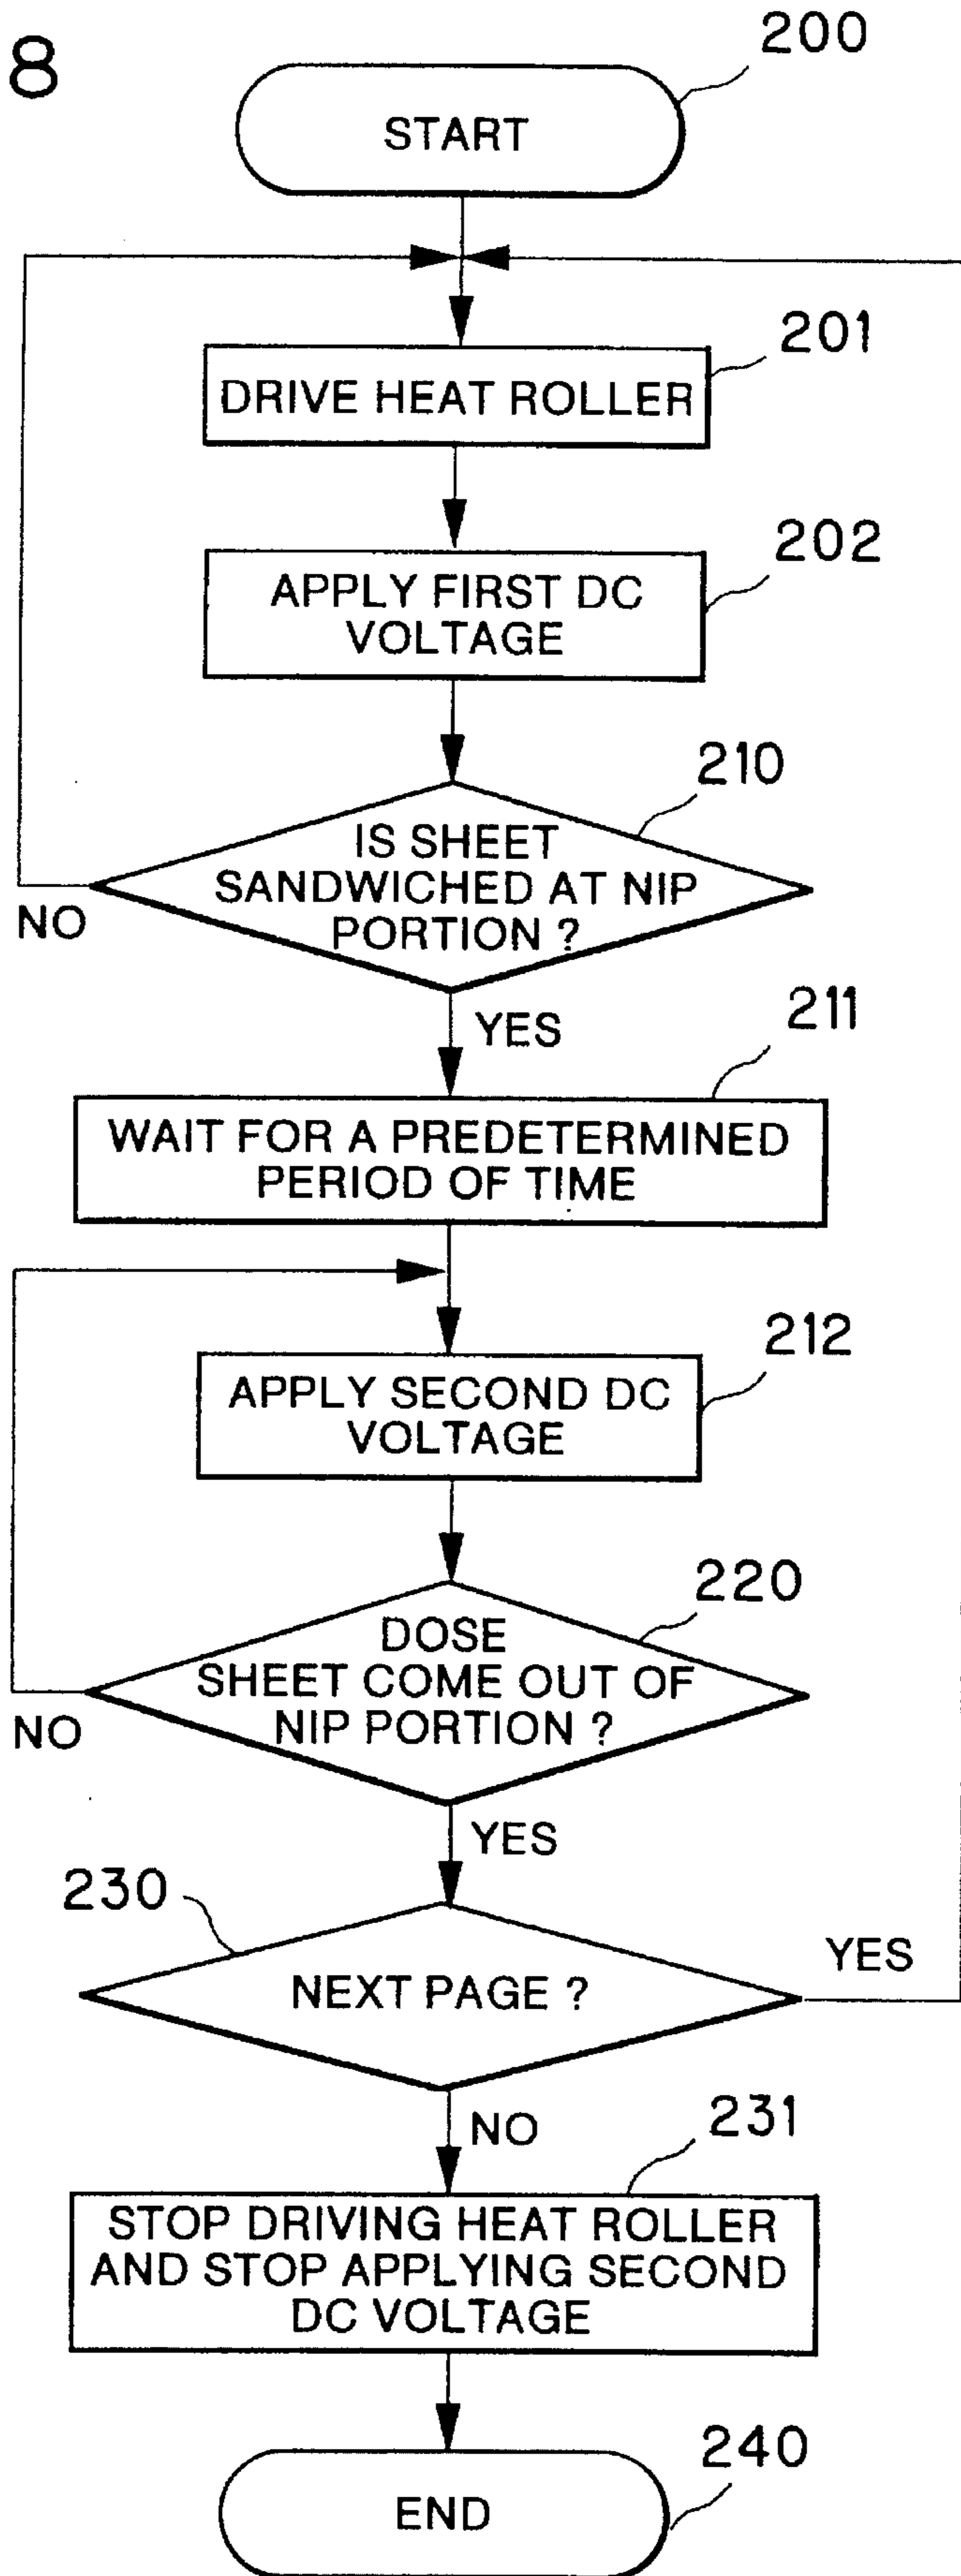 8
200
START
201
DRIVE HEAT ROLLER
202
APPLY FIRST DC
VOLTAGE
210
IS SHEET
SANDWICHED AT NIP
PORTION ?
NO
YES
211
WAIT FOR A PREDETERMINED
PERIOD OF TIME
212
APPLY SECOND DC
VOLTAGE
220
DOSE
SHEET COME OUT OF
NIP PORTION ?
NO
YES
230
NEXT PAGE ?
YES
NO
231
STOP DRIVING HEAT ROLLER
AND STOP APPLYING SECOND
DC VOLTAGE
240
END